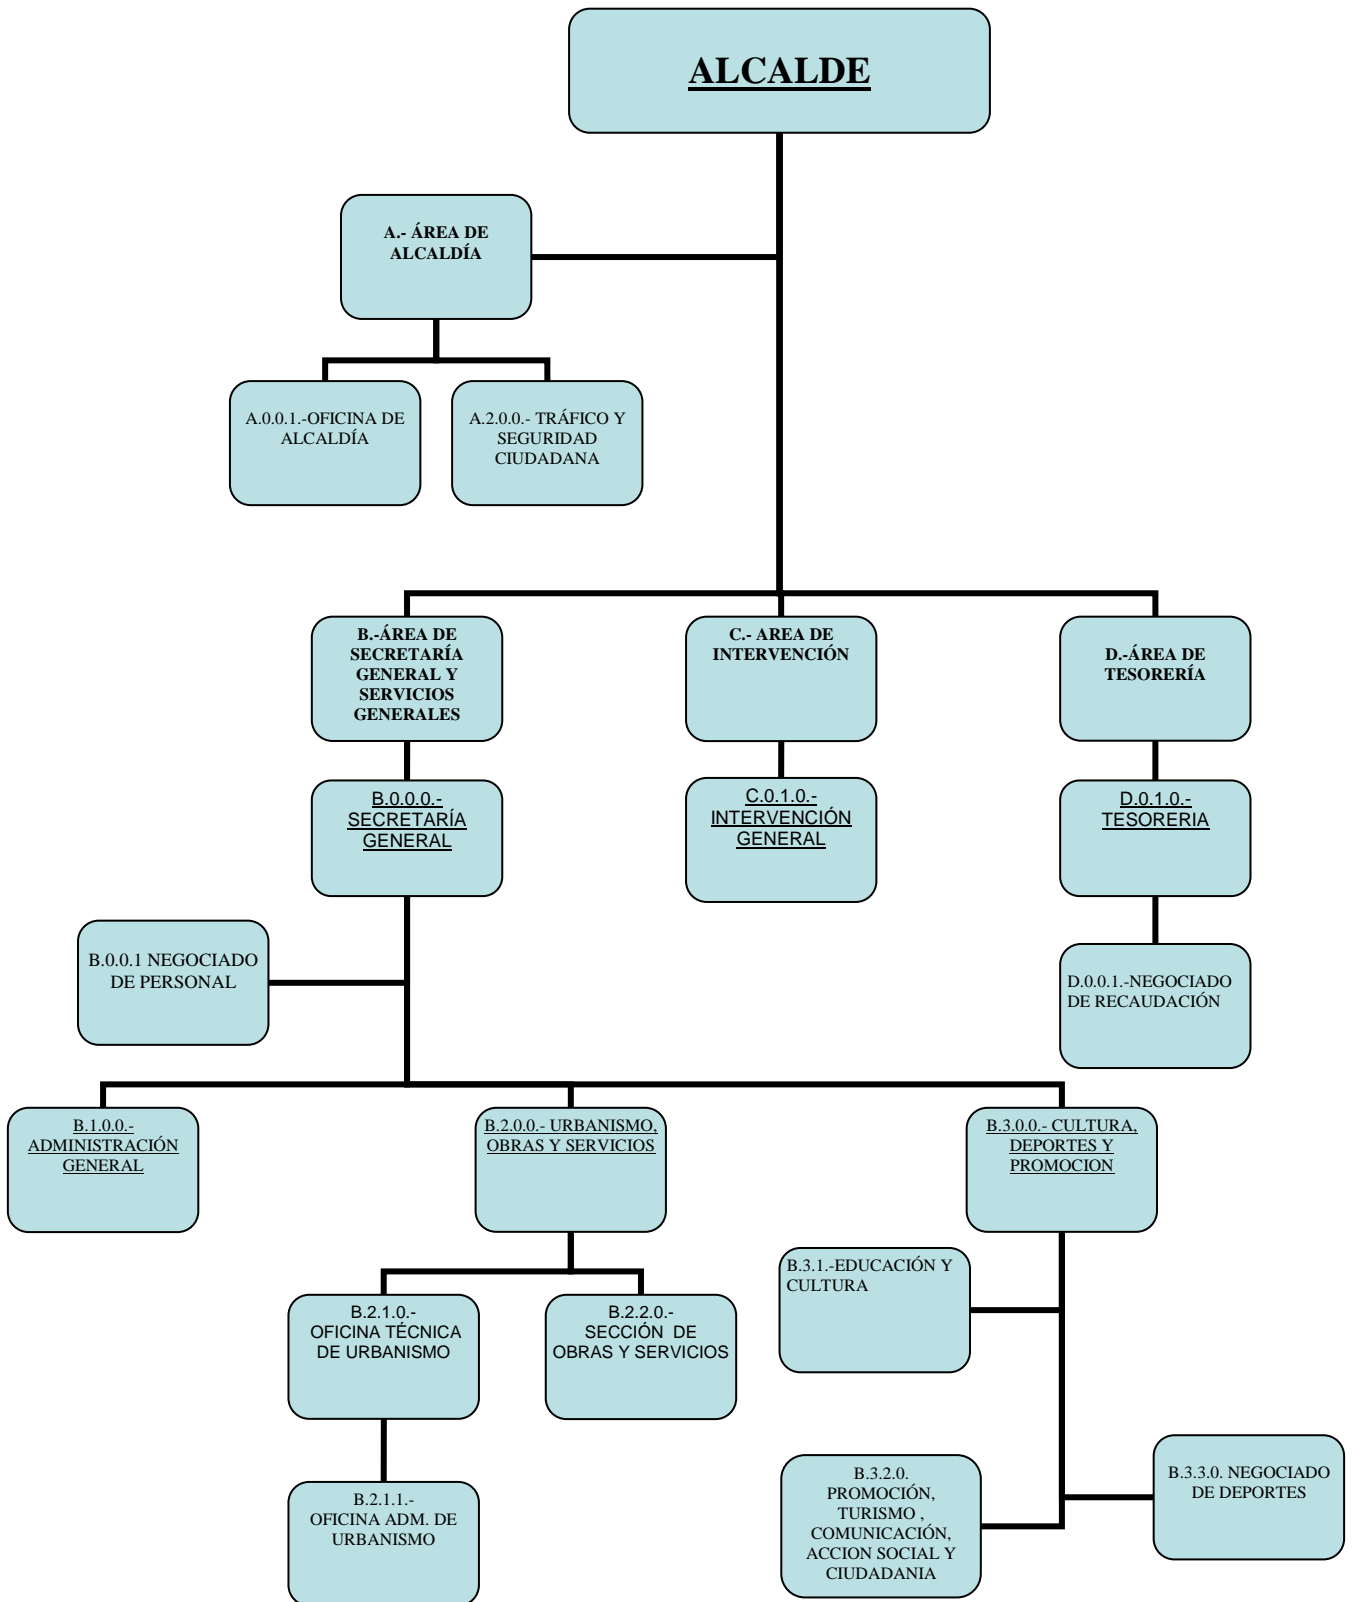 ALCALDE
A.- ÁREA DE
ALCALDÍA
A.0.0.1.-OFICINA DE
ALCALDÍA
A.2.0.0.- TRÁFICO Y
SEGURIDAD
CIUDADANA
B.-ÁREA DE
SECRETARÍA
GENERAL Y
SERVICIOS
GENERALES
C.- AREA DE
INTERVENCIÓN
D.-ÁREA DE
TESORERÍA
B.0.0.0.-
SECRETARÍA
GENERAL
C.0.1.0.-
INTERVENCIÓN
GENERAL
D.0.1.0.-
TESORERIA
B.0.0.1 NEGOCIADO
DE PERSONAL
D.0.0.1.-NEGOCIADO
DE RECAUDACIÓN
B.1.0.0.-
ADMINISTRACIÓN
GENERAL
B.2.0.0.- URBANISMO,
OBRAS Y SERVICIOS
B.3.0.0.- CULTURA,
DEPORTES Y
PROMOCION
B.3.1.-EDUCACIÓN Y
CULTURA
B.2.1.0.-
OFICINA TÉCNICA
DE URBANISMO
B.2.2.0.-
SECCIÓN DE
OBRAS Y SERVICIOS
B.2.1.1.-
OFICINA ADM. DE
URBANISMO
B.3.2.0.
PROMOCIÓN,
TURISMO ,
COMUNICACIÓN,
ACCION SOCIAL Y
CIUDADANIA
B.3.3.0. NEGOCIADO
DE DEPORTES